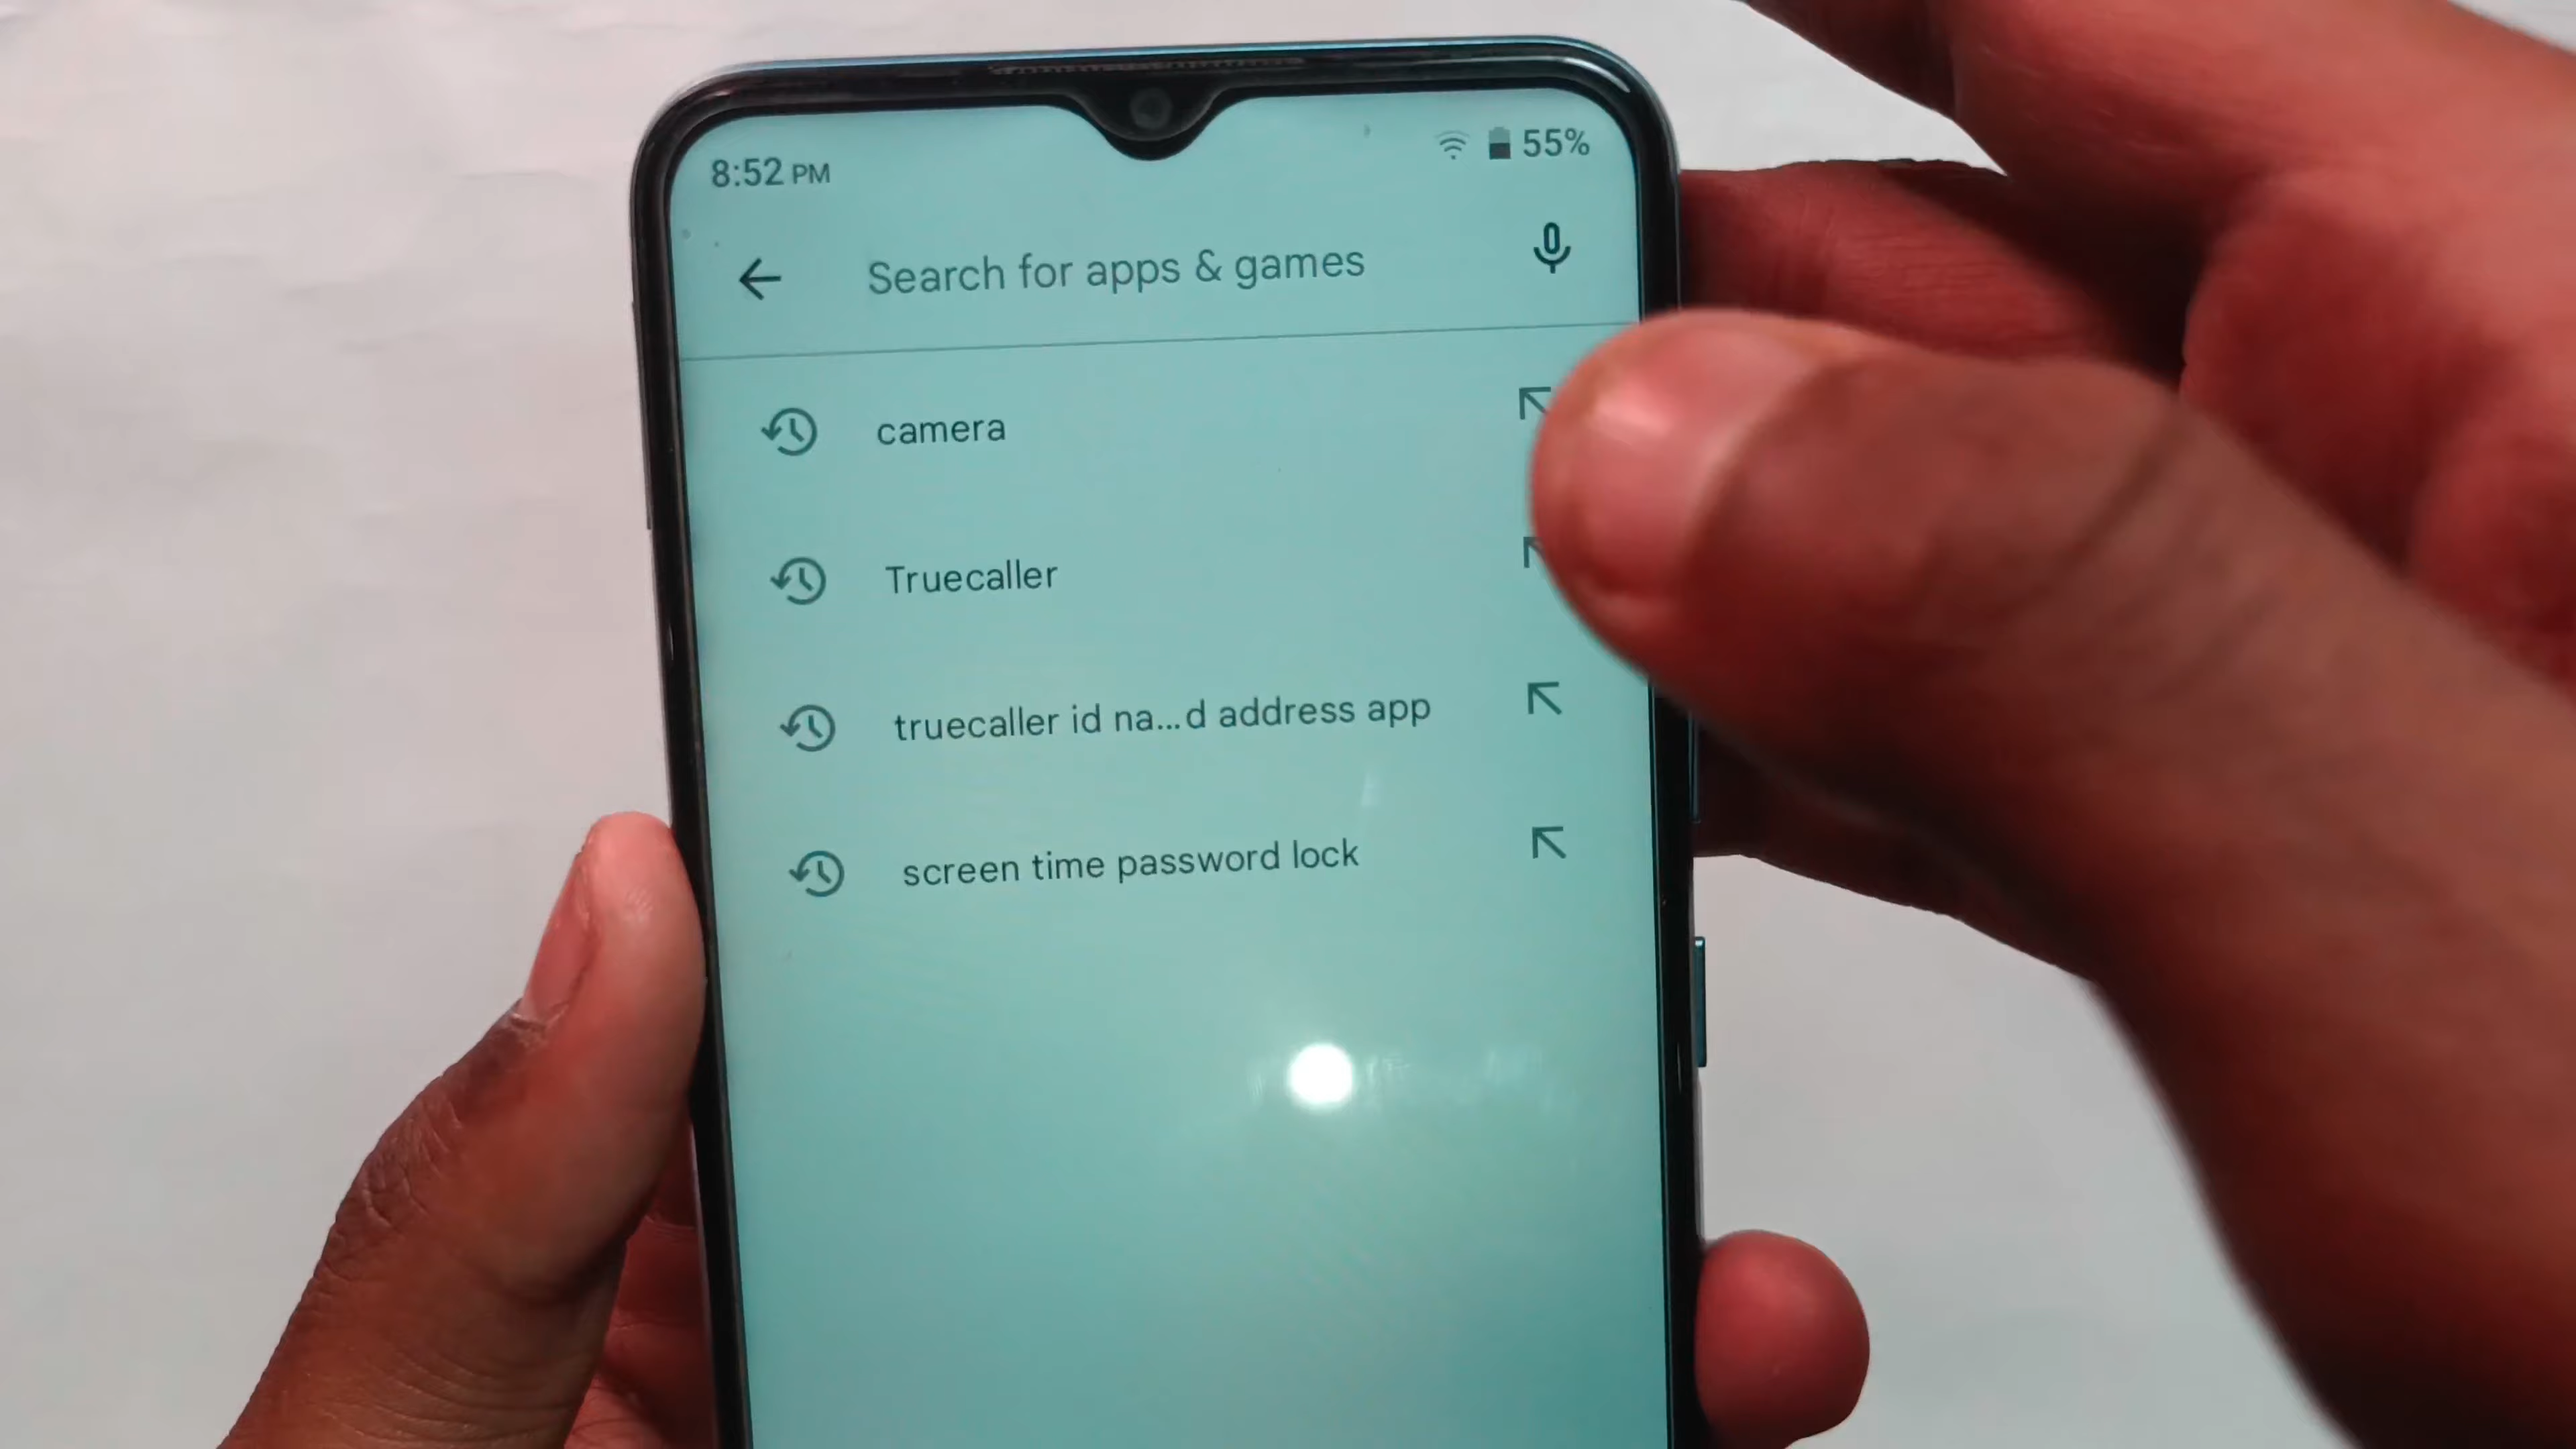 8:52 PM
55%
Search for apps & games
camera
Truecaller
truecaller id na...d address app
screen time password lock